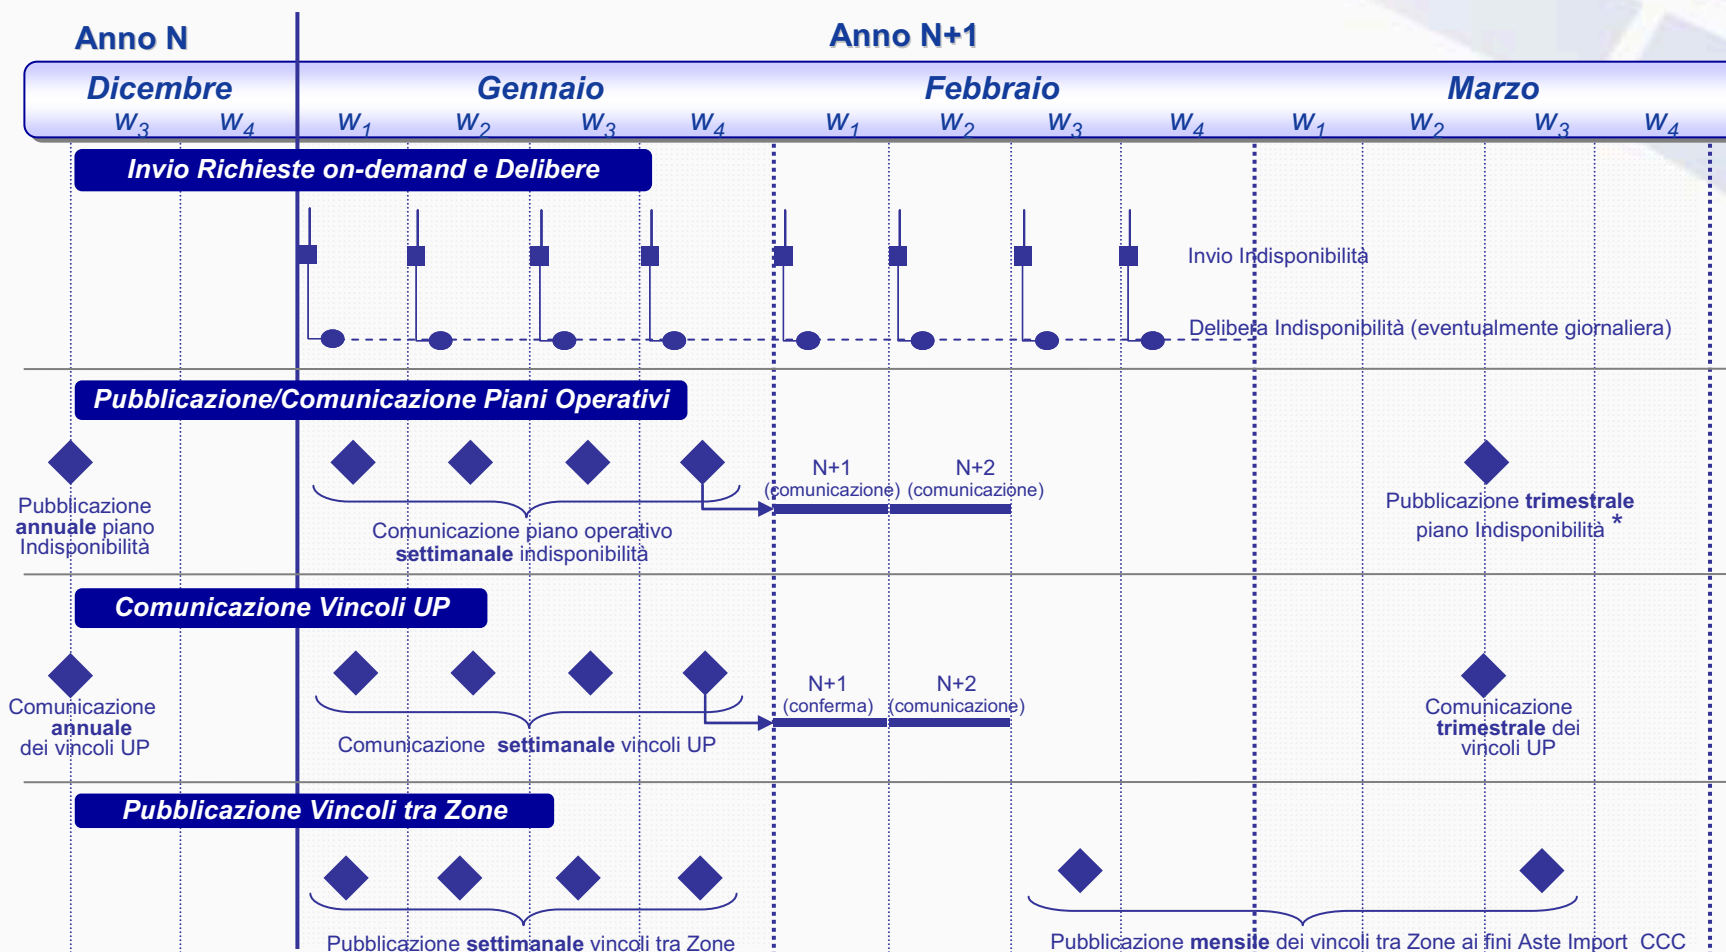 Anno N
Anno N+1
Dicembre
Gennaio
Febbraio
Marzo
W3 W4 W1 W2 W3 W4 W1 W2 W3 W4 W1 W2 W3 W4
Invio Richieste on-demand e Delibere
Invio Indisponibilità
Delibera Indisponibilità (eventualmente giornaliera)
Pubblicazione/Comunicazione Piani Operativi
Pubblicazione
annuale piano
Indisponibilità
Comunicazione piano operativo
settimanale indisponibilità
N+1
(comunicazione)
N+2
(comunicazione)
Pubblicazione trimestrale
piano Indisponibilità *
Comunicazione Vincoli UP
Comunicazione
annuale
dei vincoli UP
Comunicazione settimanale vincoli UP
N+1
(conferma)
N+2
(comunicazione)
Comunicazione
trimestrale dei
vincoli UP
Pubblicazione Vincoli tra Zone
Pubblicazione settimanale vincoli tra Zone
Pubblicazione mensile dei vincoli tra Zone ai fini Aste Import CCC